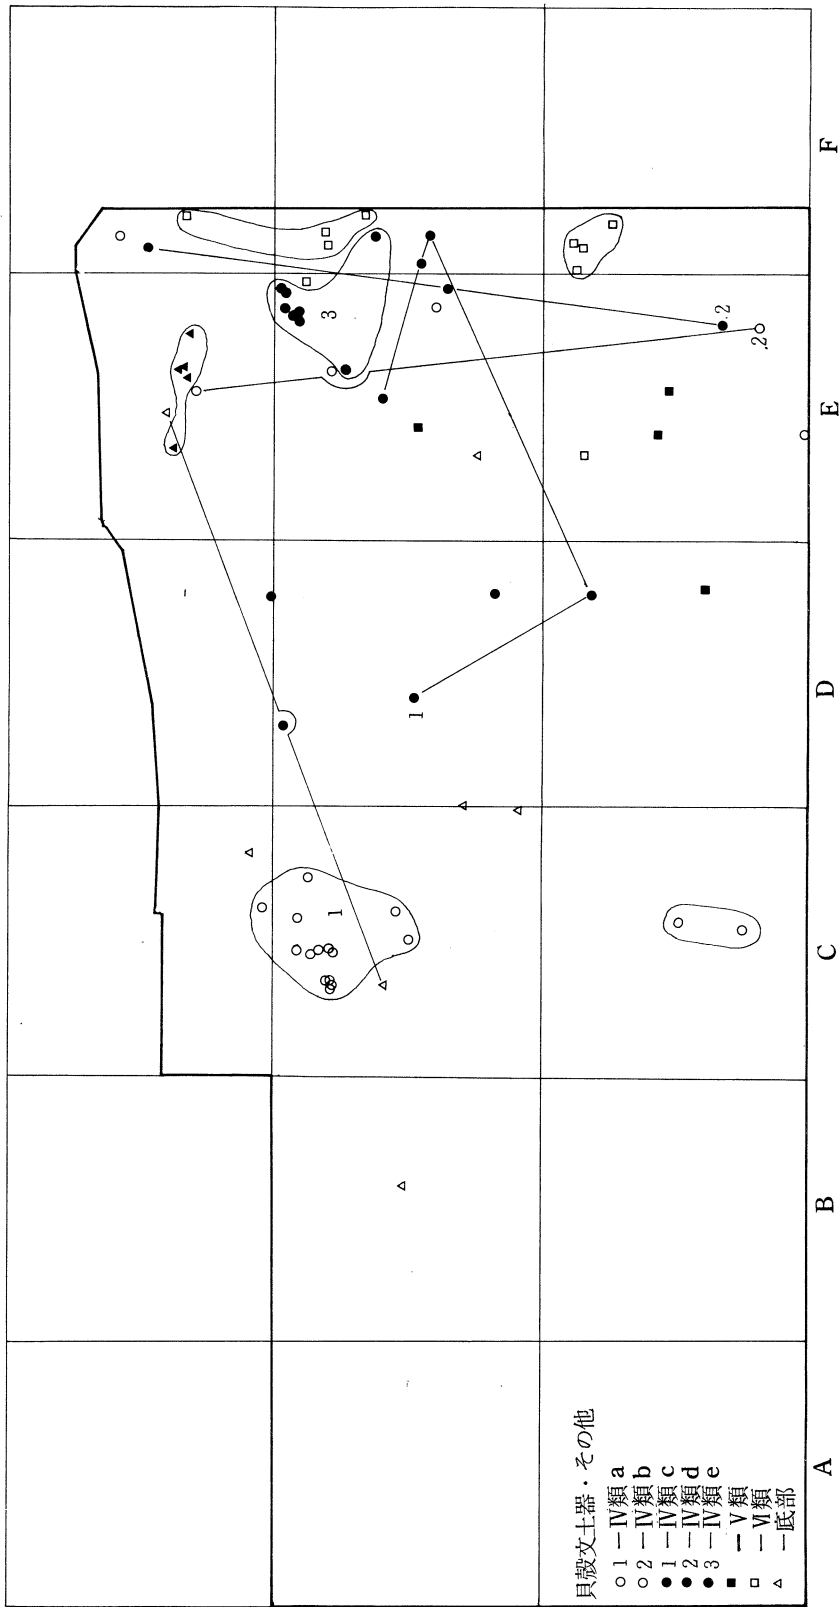 貝殻文土器・その他
○ 1 ―Ⅳ類 a
○ 2 ―Ⅳ類 b
● 1 ―Ⅳ類 c
● 2 ―Ⅳ類 d
● 3 ―Ⅳ類 e
■ ―Ⅴ類
□ ―Ⅵ類
△ ―底部
A
B
C
D
E
F
1
1
3
2
2